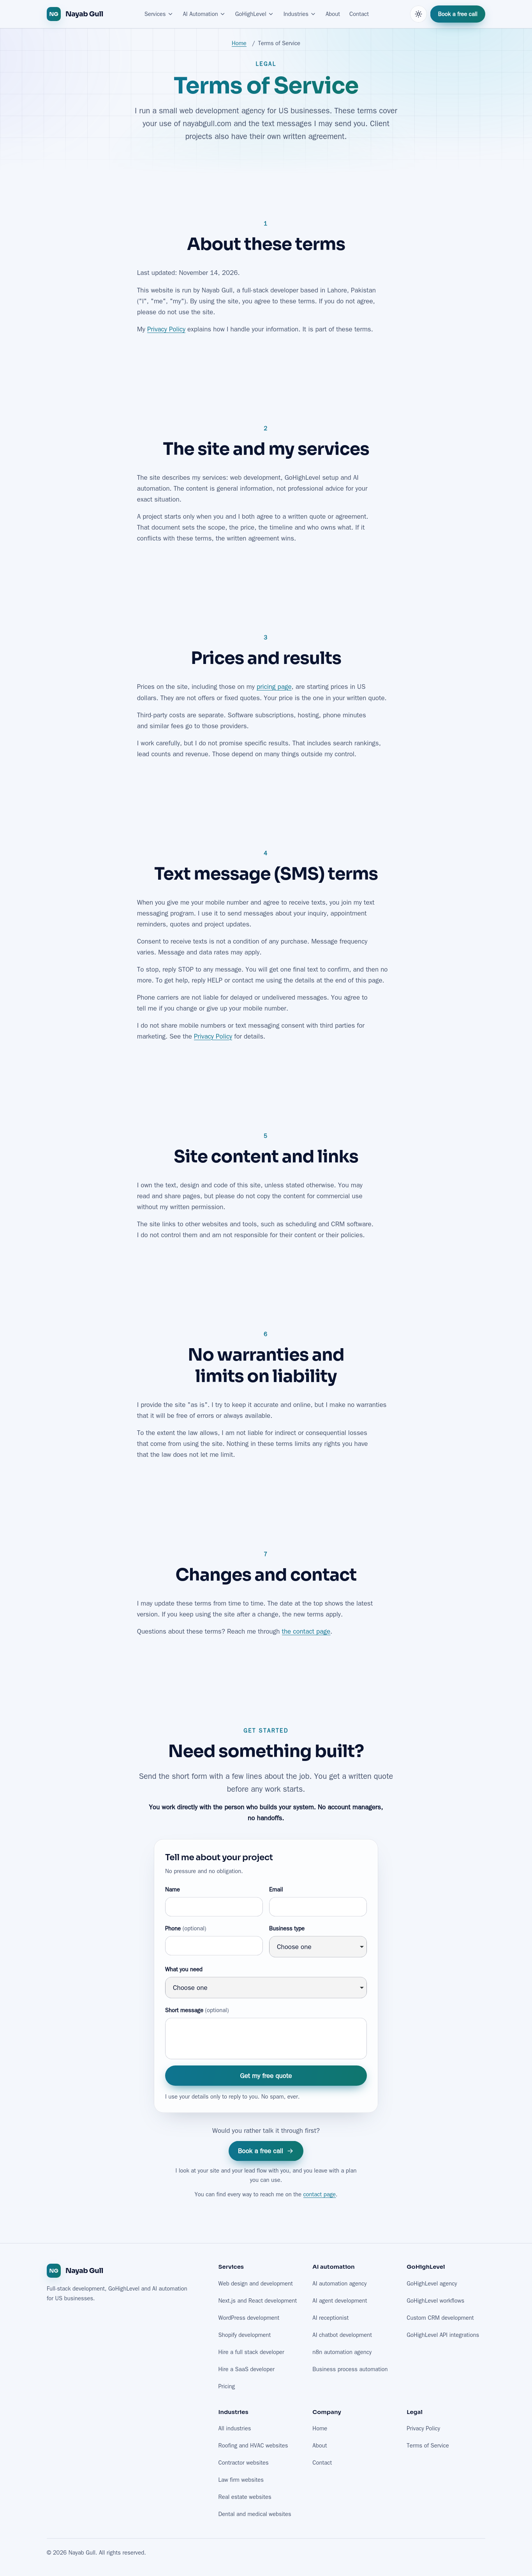 NG Nayab Gull Services AI Automation GoHighLevel Industries About Contact Book a free call
Home / Terms of Service
LEGAL
Terms of Service
I run a small web development agency for US businesses. These terms cover
your use of nayabgull.com and the text messages I may send you. Client
projects also have their own written agreement.
1
About these terms
Last updated: November 14, 2026.
This website is run by Nayab Gull, a full-stack developer based in Lahore, Pakistan
("I", "me", "my"). By using the site, you agree to these terms. If you do not agree,
please do not use the site.
My Privacy Policy explains how I handle your information. It is part of these terms.
2
The site and my services
The site describes my services: web development, GoHighLevel setup and AI
automation. The content is general information, not professional advice for your
exact situation.
A project starts only when you and I both agree to a written quote or agreement.
That document sets the scope, the price, the timeline and who owns what. If it
conflicts with these terms, the written agreement wins.
3
Prices and results
Prices on the site, including those on my pricing page, are starting prices in US
dollars. They are not offers or fixed quotes. Your price is the one in your written quote.
Third-party costs are separate. Software subscriptions, hosting, phone minutes
and similar fees go to those providers.
I work carefully, but I do not promise specific results. That includes search rankings,
lead counts and revenue. Those depend on many things outside my control.
4
Text message (SMS) terms
When you give me your mobile number and agree to receive texts, you join my text
messaging program. I use it to send messages about your inquiry, appointment
reminders, quotes and project updates.
Consent to receive texts is not a condition of any purchase. Message frequency
varies. Message and data rates may apply.
To stop, reply STOP to any message. You will get one final text to confirm, and then no
more. To get help, reply HELP or contact me using the details at the end of this page.
Phone carriers are not liable for delayed or undelivered messages. You agree to
tell me if you change or give up your mobile number.
I do not share mobile numbers or text messaging consent with third parties for
marketing. See the Privacy Policy for details.
5
Site content and links
I own the text, design and code of this site, unless stated otherwise. You may
read and share pages, but please do not copy the content for commercial use
without my written permission.
The site links to other websites and tools, such as scheduling and CRM software.
I do not control them and am not responsible for their content or their policies.
6
No warranties and
limits on liability
I provide the site "as is". I try to keep it accurate and online, but I make no warranties
that it will be free of errors or always available.
To the extent the law allows, I am not liable for indirect or consequential losses
that come from using the site. Nothing in these terms limits any rights you have
that the law does not let me limit.
7
Changes and contact
I may update these terms from time to time. The date at the top shows the latest
version. If you keep using the site after a change, the new terms apply.
Questions about these terms? Reach me through the contact page.
GET STARTED
Need something built?
Send the short form with a few lines about the job. You get a written quote
before any work starts.
You work directly with the person who builds your system. No account managers,
no handoffs.
Tell me about your project
No pressure and no obligation.
Name Email
Phone (optional) Business type
Choose one
What you need
Choose one
Short message (optional)
Get my free quote
I use your details only to reply to you. No spam, ever.
Would you rather talk it through first?
Book a free call →
I look at your site and your lead flow with you, and you leave with a plan
you can use.
You can find every way to reach me on the contact page.
NG Nayab Gull
Full-stack development, GoHighLevel and AI automation
for US businesses.
Services
Web design and development
Next.js and React development
WordPress development
Shopify development
Hire a full stack developer
Hire a SaaS developer
Pricing
AI automation
AI automation agency
AI agent development
AI receptionist
AI chatbot development
n8n automation agency
Business process automation
GoHighLevel
GoHighLevel agency
GoHighLevel workflows
Custom CRM development
GoHighLevel API integrations
Industries
All industries
Roofing and HVAC websites
Contractor websites
Law firm websites
Real estate websites
Dental and medical websites
Company
Home
About
Contact
Legal
Privacy Policy
Terms of Service
© 2026 Nayab Gull. All rights reserved.